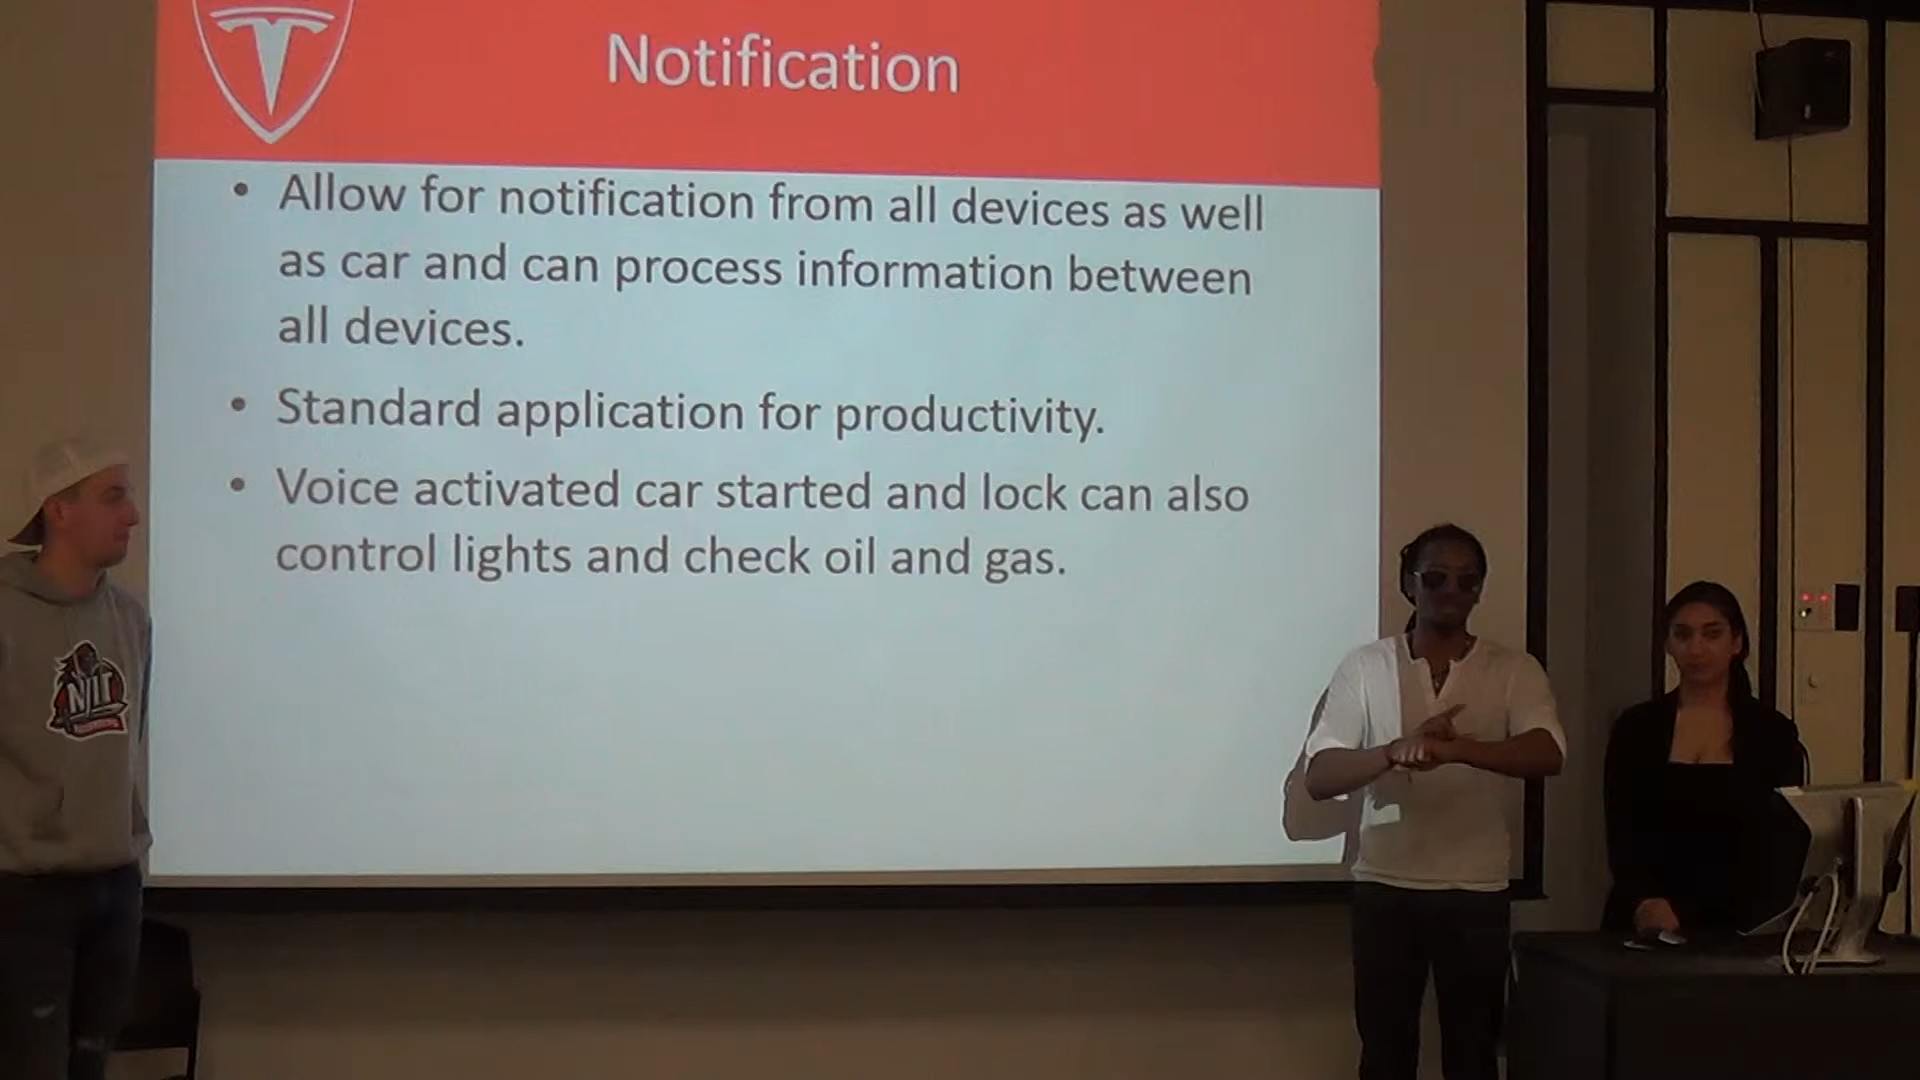 Notification
• Allow for notification from all devices as well
as car and can process information between
all devices.
• Standard application for productivity.
• Voice activated car started and lock can also
control lights and check oil and gas.
NJIT